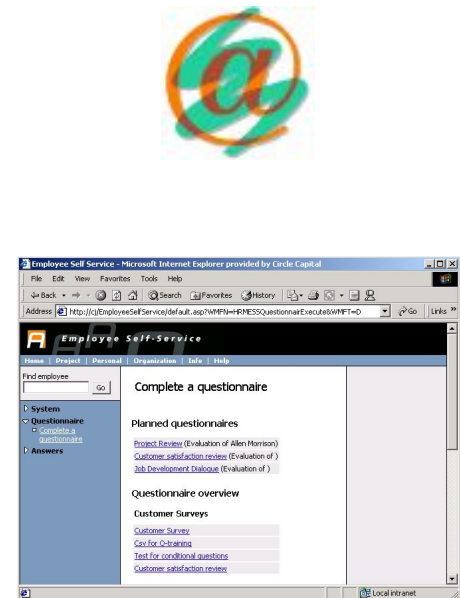 @
Employee Self Service - Microsoft Internet Explorer provided by Circle Capital
File Edit View Favorites Tools Help
Back Search Favorites History
Address http://cj/EmployeeSelfService/default.asp?WMFN=HRMESSQuestionnairExecute&WMFT=D Go Links »
Employee Self-Service
Home | Project | Personal | Organization | Info | Help
Find employee
Go
System
Questionnaire
Complete a
questionnaire
Answers
Complete a questionnaire
Planned questionnaires
Project Review (Evaluation of Allen Morrison)
Customer satisfaction review (Evaluation of )
Job Development Dialogue (Evaluation of )
Questionnaire overview
Customer Surveys
Customer Survey
Csv for Q-training
Test for conditional questions
Customer satisfaction review
Local intranet